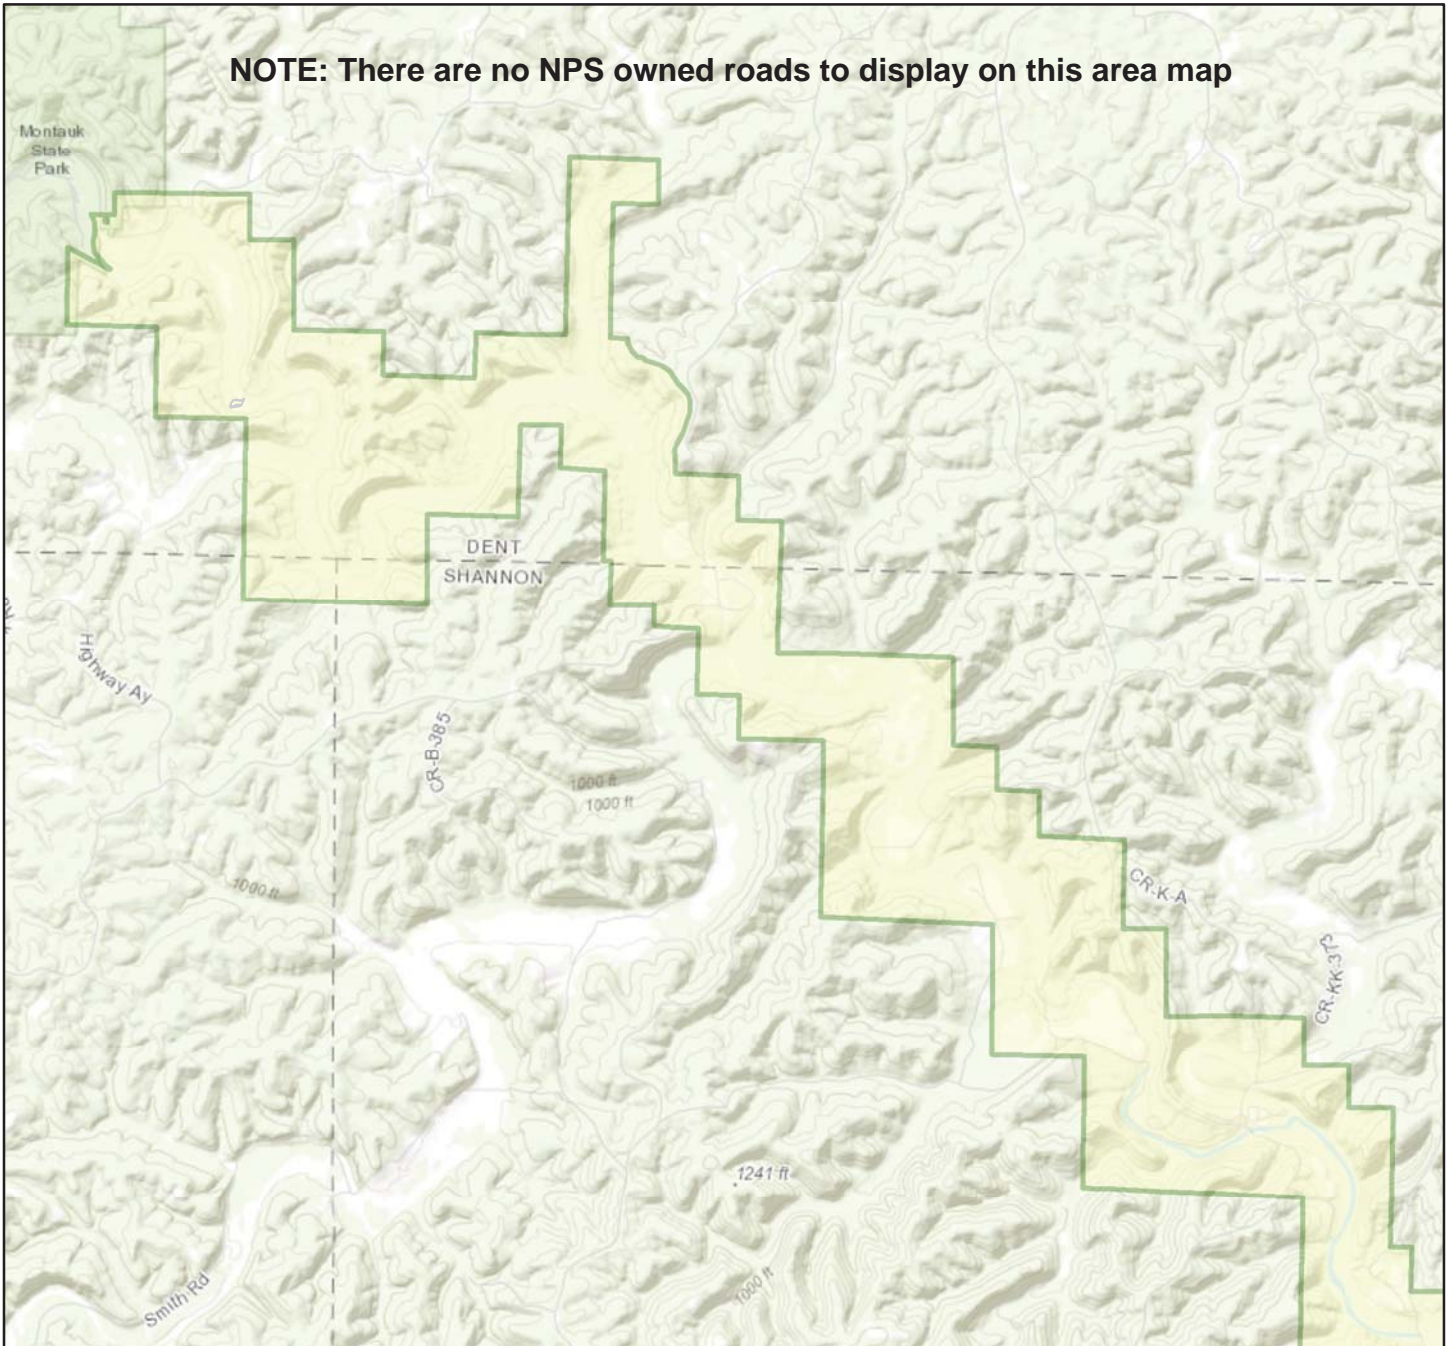 NOTE: There are no NPS owned roads to display on this area map
Montauk
State
Park
DENT
SHANNON
Highway Ay
CR-B-385
1000 ft
1000 ft
1000 ft
CR-K-A
CR-KK-373
1241 ft
1000 ft
Smith Rd